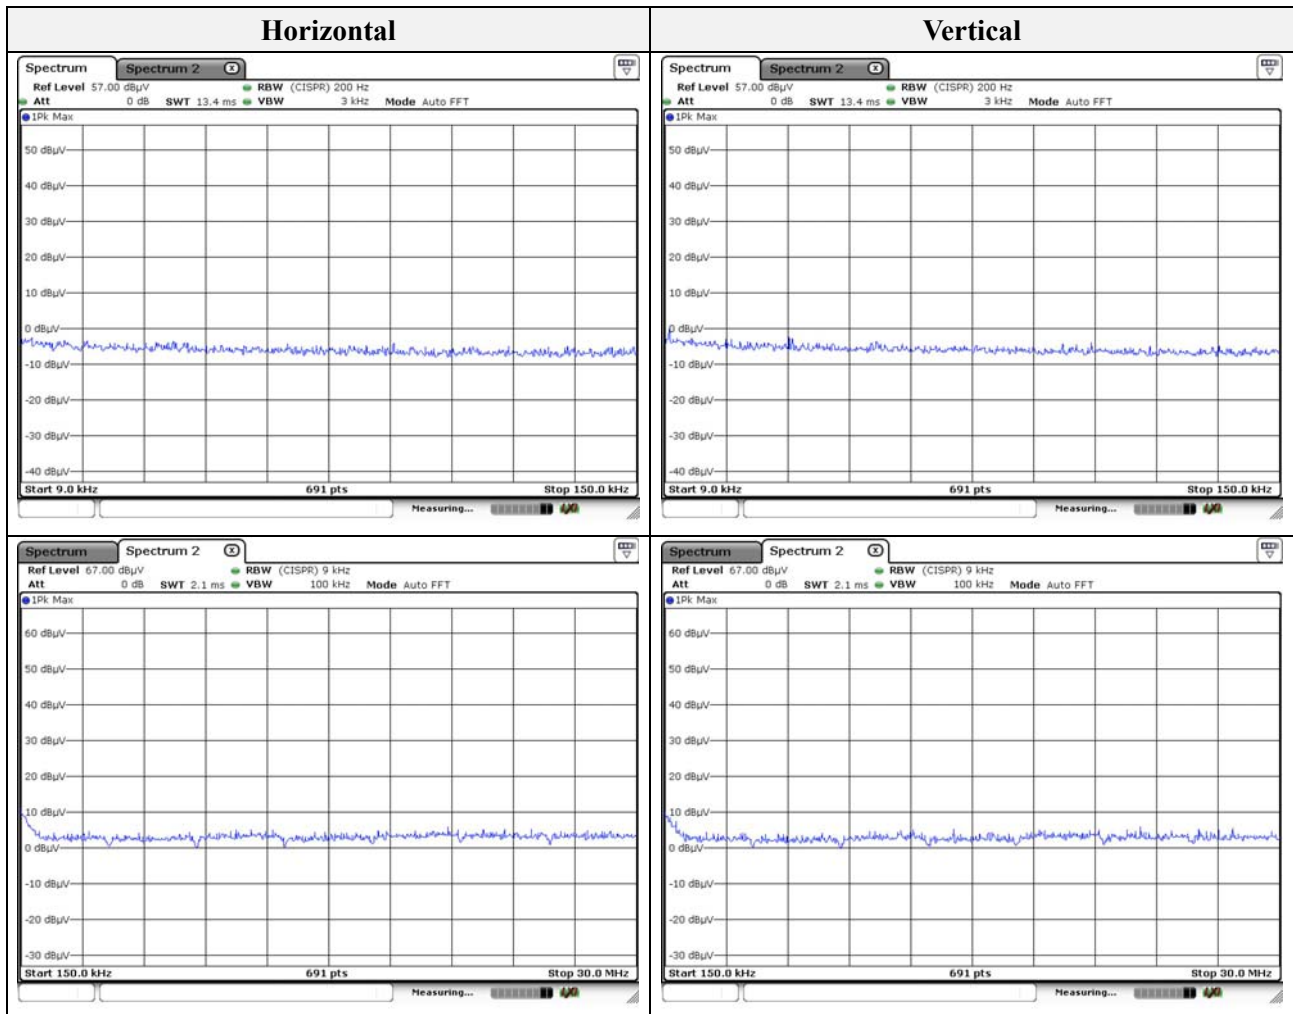 Horizontal
Vertical
Spectrum Spectrum 2 X
Ref Level 57.00 dBµV RBW (CISPR) 200 Hz
Att 0 dB SWT 13.4 ms VBW 3 kHz Mode Auto FFT
1Pk Max
50 dBµV
40 dBµV
30 dBµV
20 dBµV
10 dBµV
0 dBµV
-10 dBµV
-20 dBµV
-30 dBµV
-40 dBµV
Start 9.0 kHz 691 pts Stop 150.0 kHz
Measuring...
Spectrum Spectrum 2 X
Ref Level 57.00 dBµV RBW (CISPR) 200 Hz
Att 0 dB SWT 13.4 ms VBW 3 kHz Mode Auto FFT
1Pk Max
50 dBµV
40 dBµV
30 dBµV
20 dBµV
10 dBµV
0 dBµV
-10 dBµV
-20 dBµV
-30 dBµV
-40 dBµV
Start 9.0 kHz 691 pts Stop 150.0 kHz
Measuring...
Spectrum Spectrum 2 X
Ref Level 67.00 dBµV RBW (CISPR) 9 kHz
Att 0 dB SWT 2.1 ms VBW 100 kHz Mode Auto FFT
1Pk Max
60 dBµV
50 dBµV
40 dBµV
30 dBµV
20 dBµV
10 dBµV
0 dBµV
-10 dBµV
-20 dBµV
-30 dBµV
Start 150.0 kHz 691 pts Stop 30.0 MHz
Measuring...
Spectrum Spectrum 2 X
Ref Level 67.00 dBµV RBW (CISPR) 9 kHz
Att 0 dB SWT 2.1 ms VBW 100 kHz Mode Auto FFT
1Pk Max
60 dBµV
50 dBµV
40 dBµV
30 dBµV
20 dBµV
10 dBµV
0 dBµV
-10 dBµV
-20 dBµV
-30 dBµV
Start 150.0 kHz 691 pts Stop 30.0 MHz
Measuring...